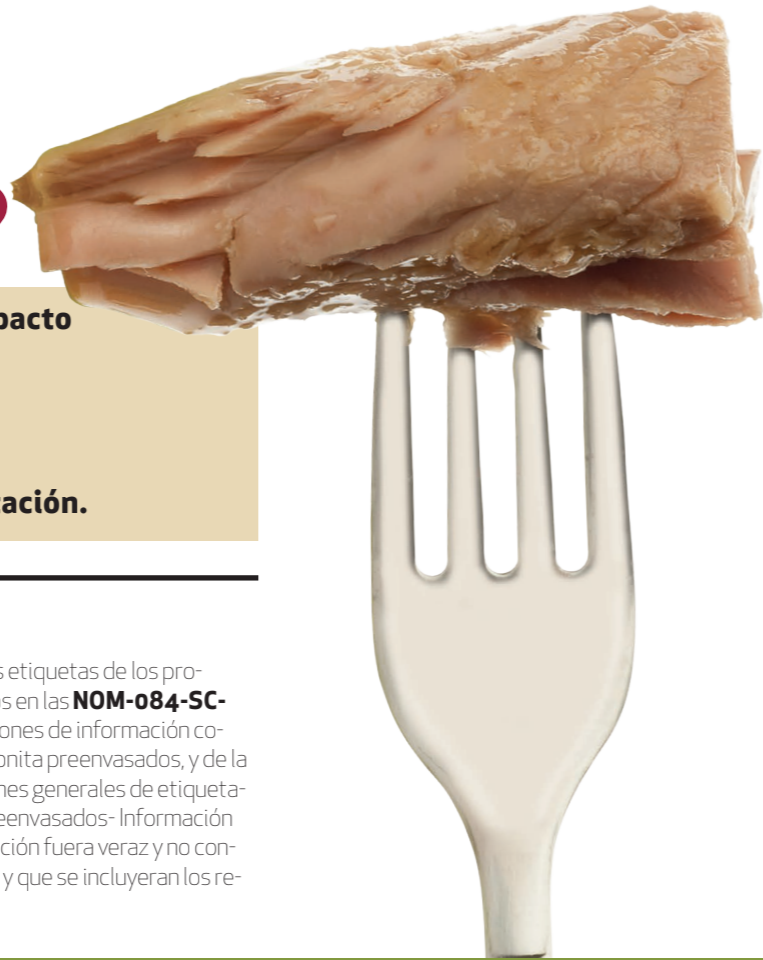 pacto
tación.
s etiquetas de los pro-
s en las NOM-084-SC-
ones de información co-
onita preenvasados, y de la
nes generales de etiqueta-
eenvasados- Información
ción fuera veraz y no con-
y que se incluyeran los re-